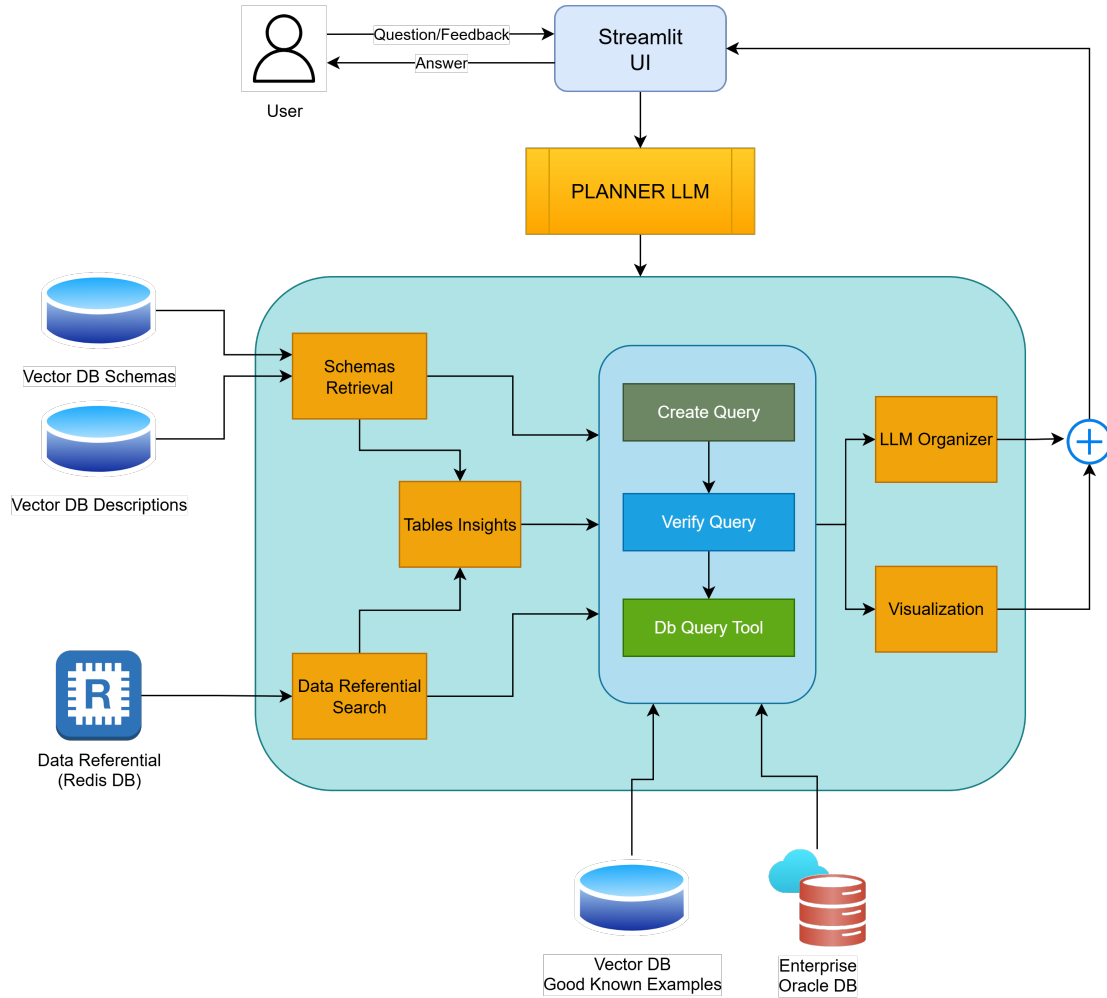 Question/Feedback
Answer
User
Streamlit
UI
PLANNER LLM
Vector DB Schemas
Vector DB Descriptions
Schemas
Retrieval
Tables Insights
Data Referential
Search
R
Data Referential
(Redis DB)
Create Query
Verify Query
Db Query Tool
LLM Organizer
Visualization
Vector DB
Good Known Examples
Enterprise
Oracle DB